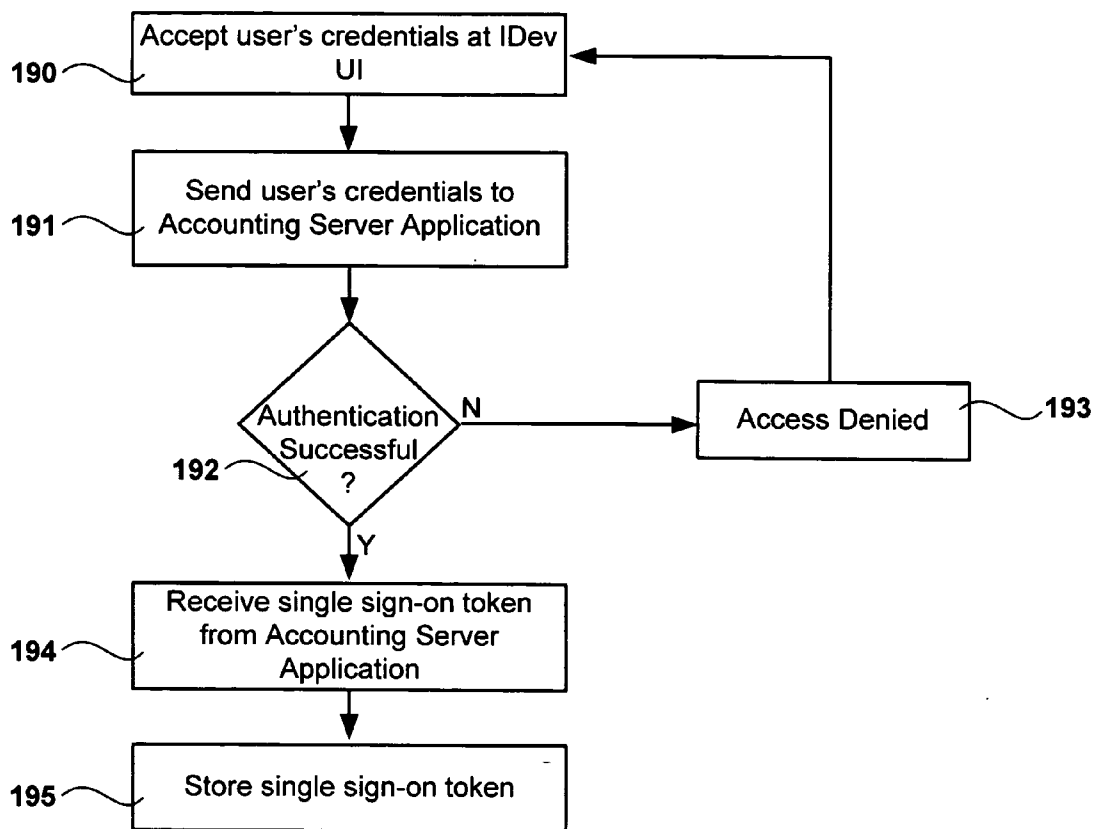 Accept user's credentials at IDev
UI
190
Send user's credentials to
Accounting Server Application
191
Authentication
Successful
?
192
N
Access Denied
193
Y
Receive single sign-on token
from Accounting Server
Application
194
Store single sign-on token
195